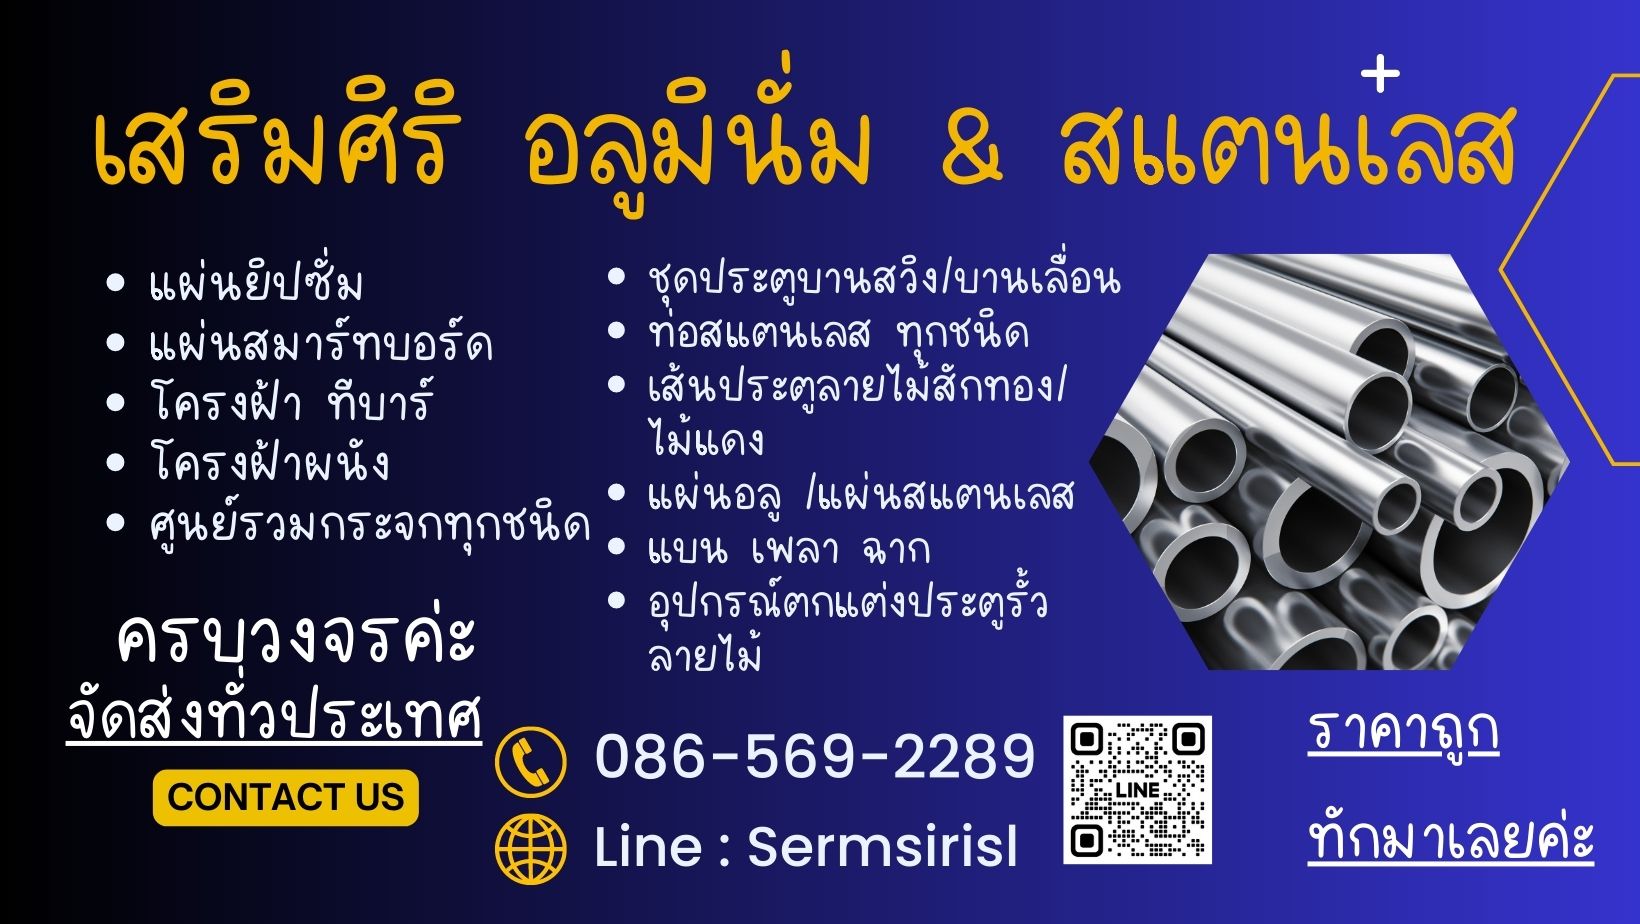 เสริมศิริ อลูมินั่ม & สแตนเลส
แผ่นยิปซั่ม
แผ่นสมาร์ทบอร์ด
โครงฝ้า ทีบาร์
โครงฝ้าผนัง
ศูนย์รวมกระจกทุกชนิด
ชุดประตูบานสวิง/บานเลื่อน
ท่อสแตนเลส ทุกชนิด
เส้นประตูลายไม้สักทอง/
ไม้แดง
แผ่นอลู /แผ่นสแตนเลส
แบน เพลา ฉาก
อุปกรณ์ตกแต่งประตูรั้ว
ลายไม้
ครบวงจรค่ะ
จัดส่งทั่วประเทศ
CONTACT US
086-569-2289
Line : Sermsirisl
LINE
ราคาถูก
ทักมาเลยค่ะ